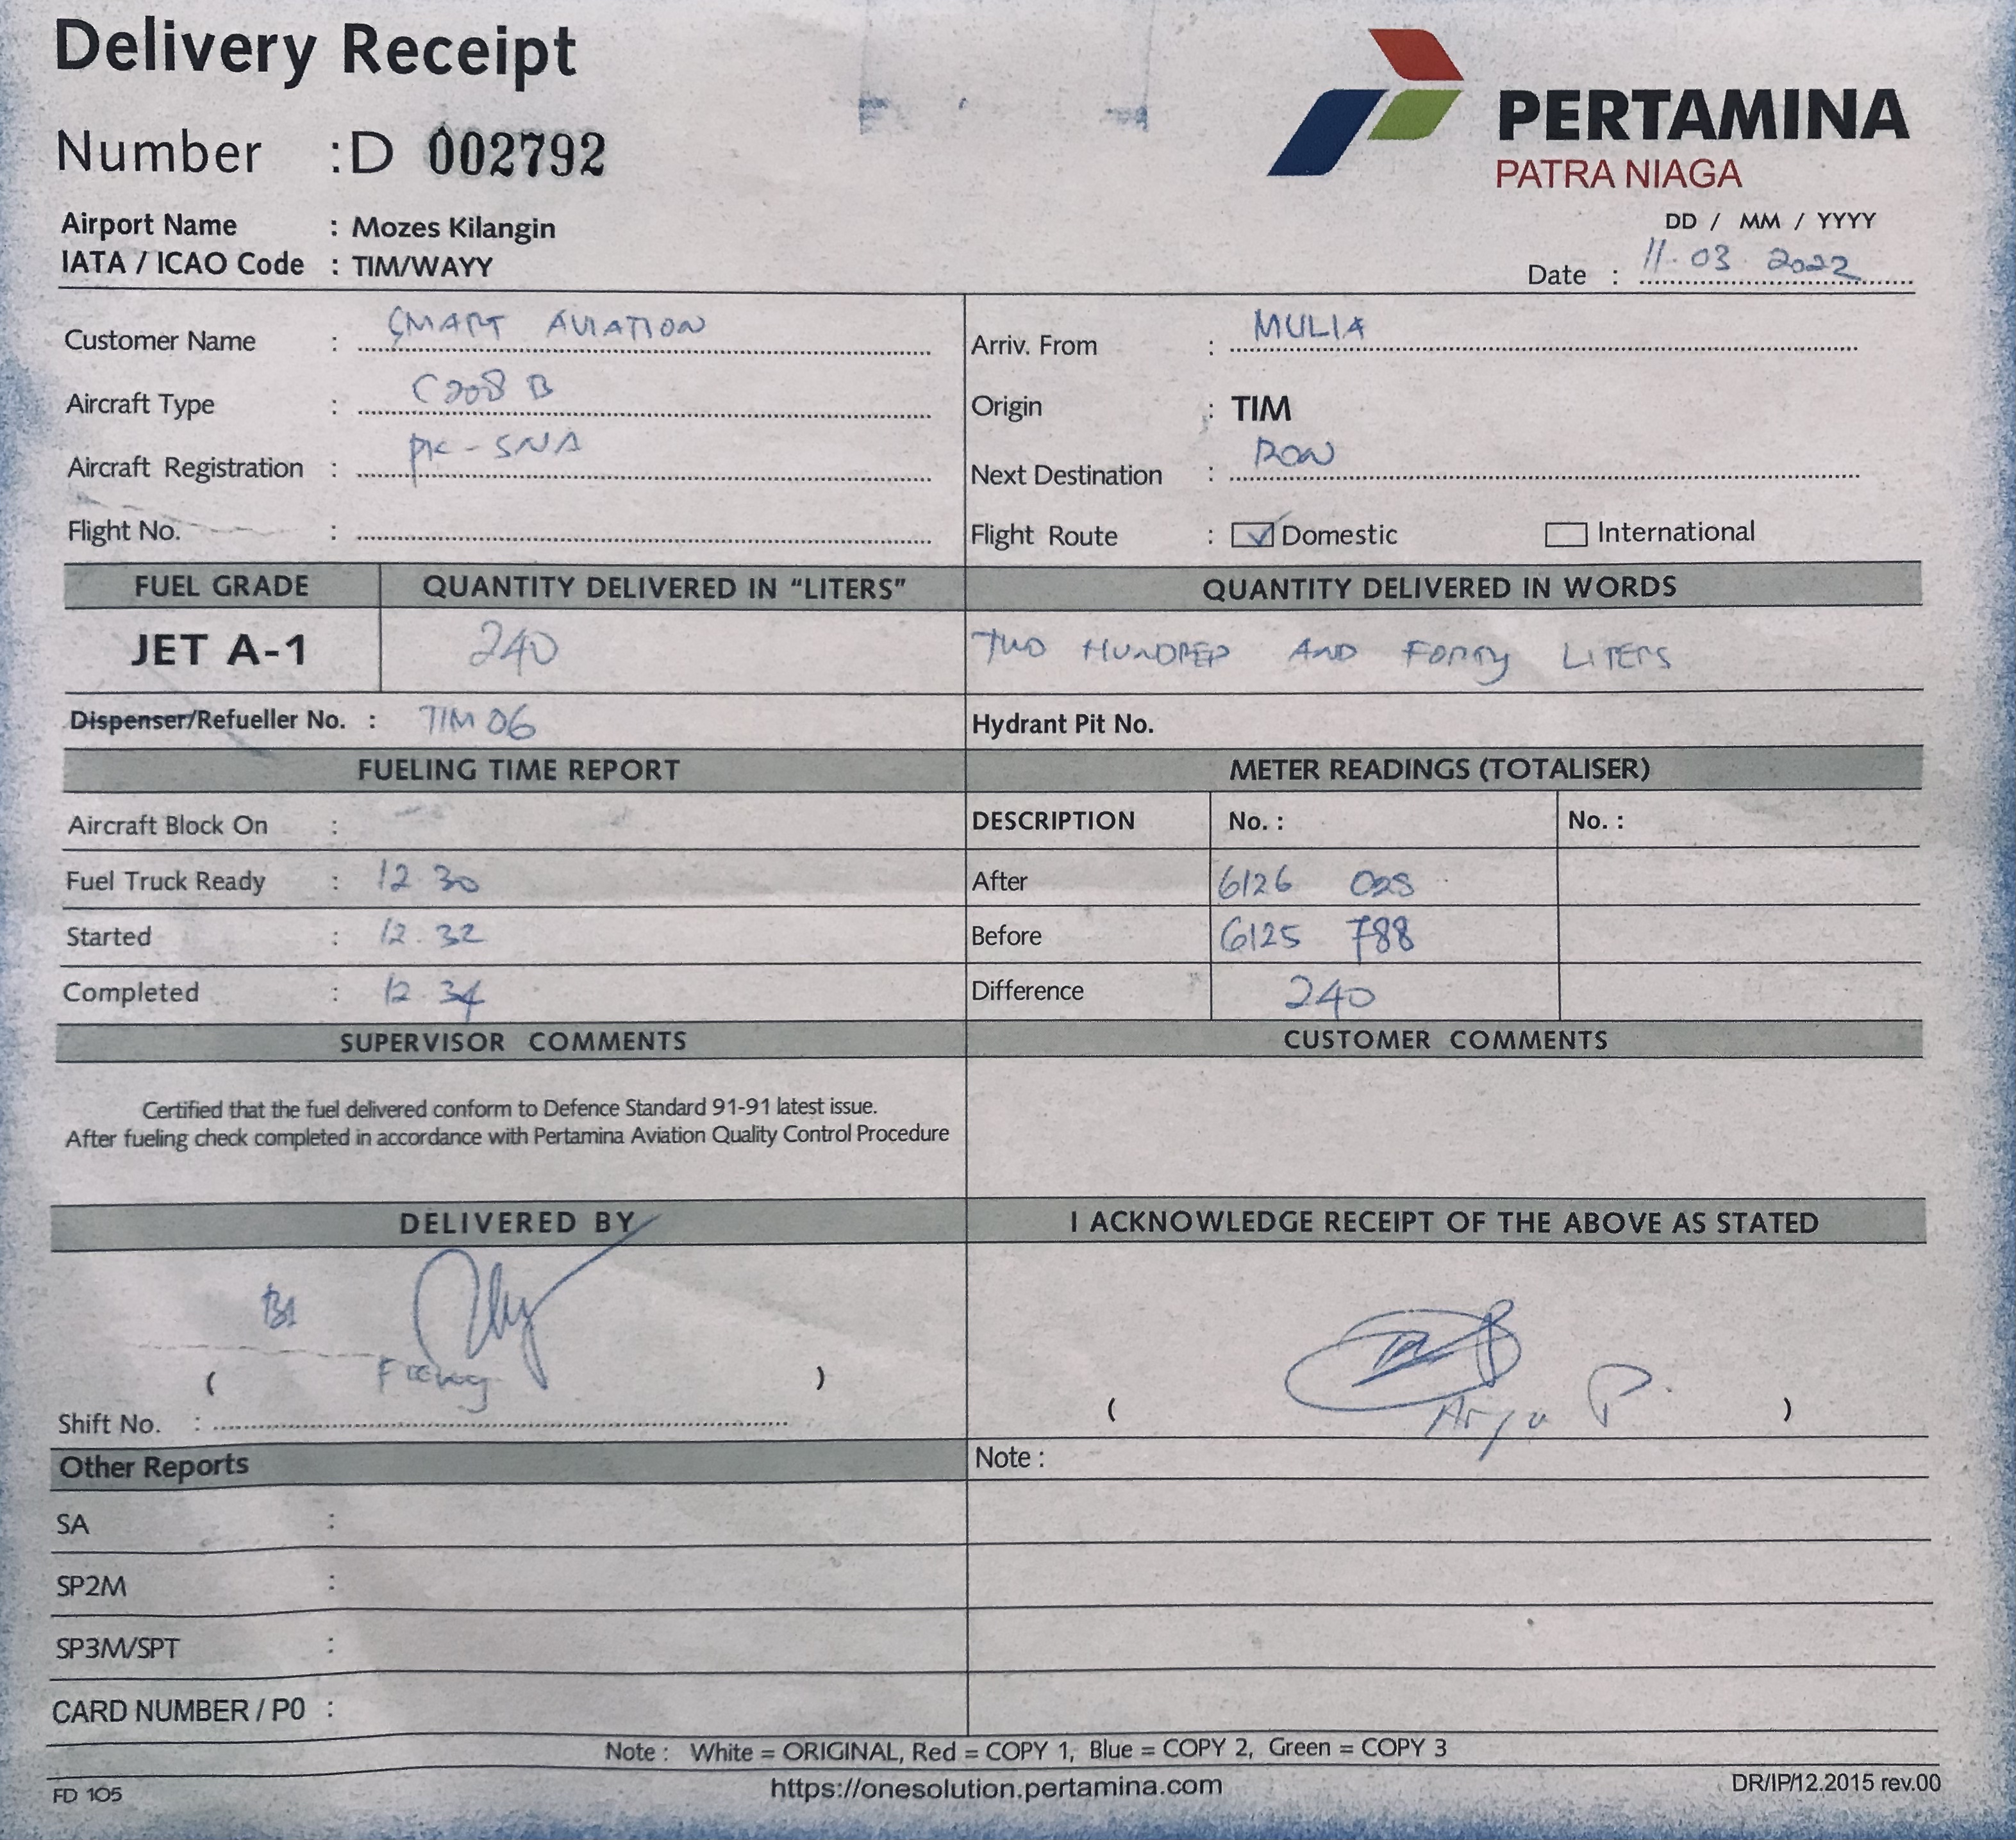 Delivery Receipt
Number : D 002792
PERTAMINA
PATRA NIAGA
Airport Name : Mozes Kilangin
IATA / ICAO Code : TIM/WAYY
DD / MM / YYYY
Date : 11. 03. 2022
Customer Name : SMART AVIATION
Aircraft Type : C208 B
Aircraft Registration : PK - SNA
Flight No. :
Arriv. From : MULIA
Origin : TIM
Next Destination : RON
Flight Route : Domestic International
FUEL GRADE QUANTITY DELIVERED IN “LITERS” QUANTITY DELIVERED IN WORDS
JET A-1 240 TWO HUNDRED AND FORTY LITERS
Dispenser/Refueller No. : TIM 06 Hydrant Pit No.
FUELING TIME REPORT
Aircraft Block On :
Fuel Truck Ready : 12.30
Started : 12.32
Completed : 12.34
METER READINGS (TOTALISER)
DESCRIPTION No. : No. :
After 6126 028
Before 6125 788
Difference 240
SUPERVISOR COMMENTS CUSTOMER COMMENTS
Certified that the fuel delivered conform to Defence Standard 91-91 latest issue.
After fueling check completed in accordance with Pertamina Aviation Quality Control Procedure
DELIVERED BY
B1
( )
Shift No. :
I ACKNOWLEDGE RECEIPT OF THE ABOVE AS STATED
( Arya P. )
Other Reports Note :
SA :
SP2M :
SP3M/SPT :
CARD NUMBER / P0 :
Note : White = ORIGINAL, Red = COPY 1, Blue = COPY 2, Green = COPY 3
FD 105 https://onesolution.pertamina.com DR/IP/12.2015 rev.00